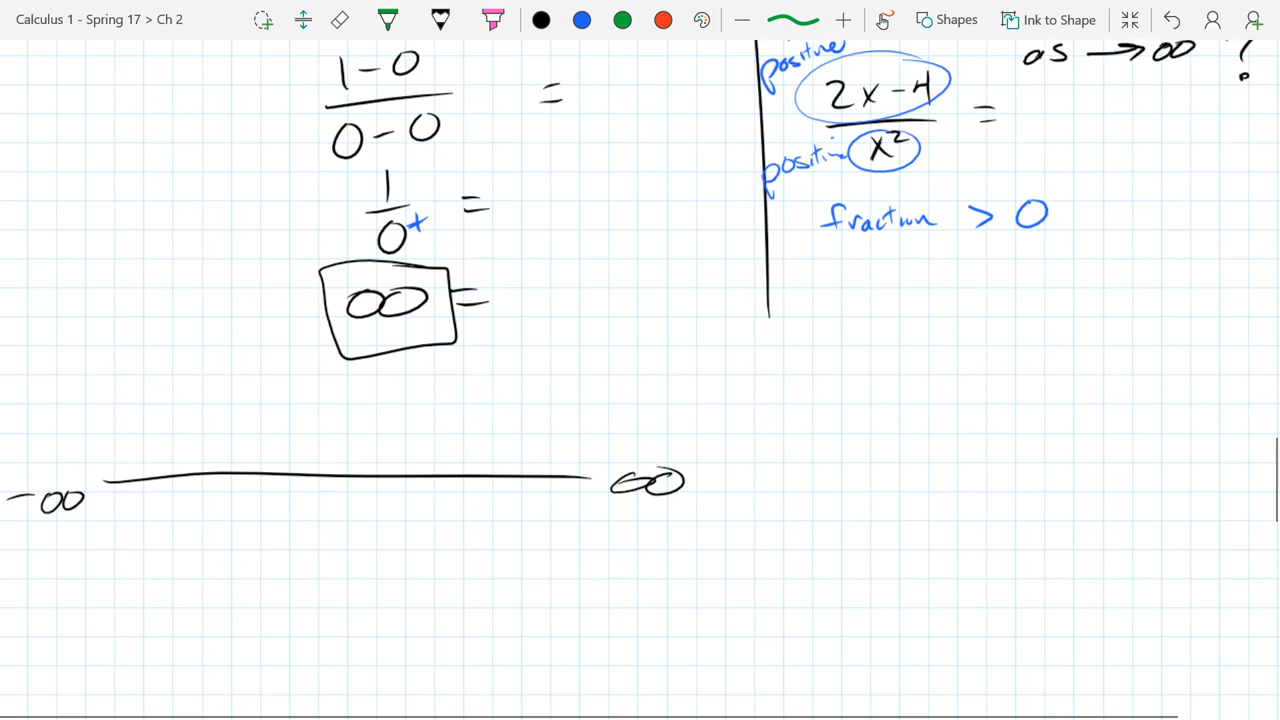 Calculus 1 - Spring 17 > Ch 2
Shapes
Ink to Shape
1 - 0
0 - 0
=
1
0+
=
∞ =
positive
2x - 4
=
positive
x²
as → ∞ ?
fraction > 0
-∞
∞